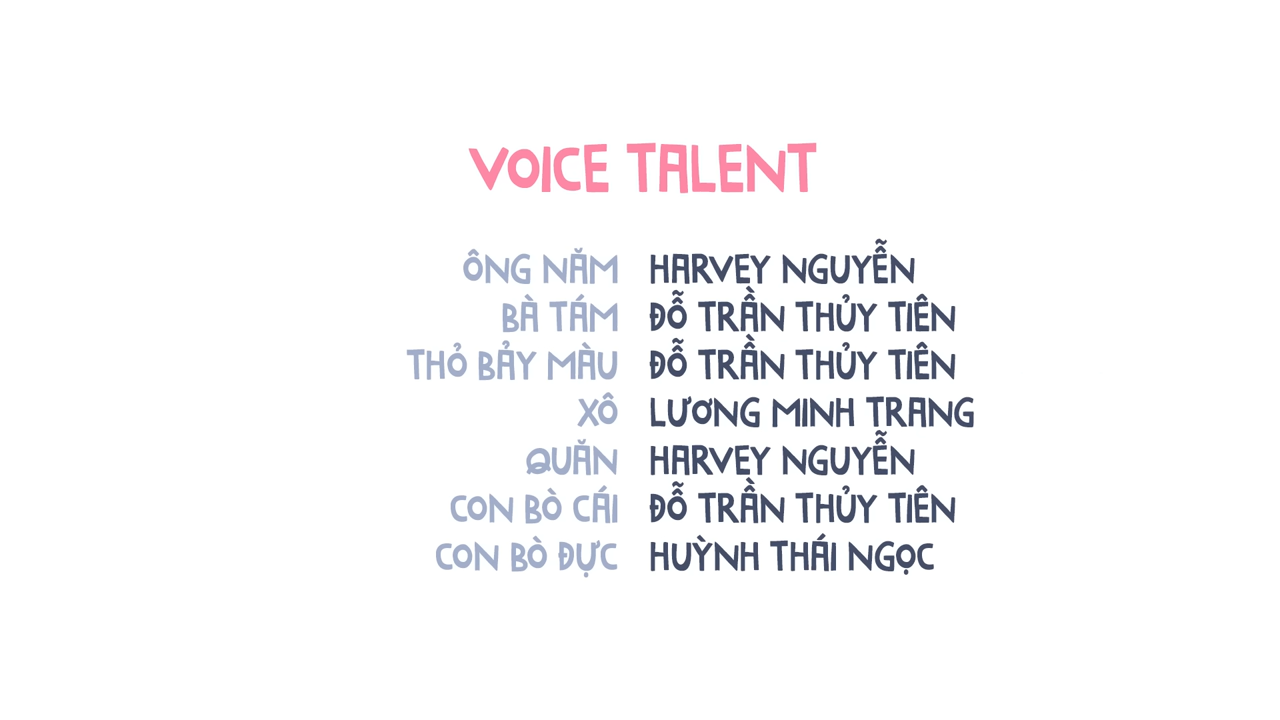 VOICE TALENT
ÔNG NĂM HARVEY NGUYỄN
BÀ TÁM ĐỖ TRẦN THỦY TIÊN
THỎ BẢY MÀU ĐỖ TRẦN THỦY TIÊN
XÔ LƯƠNG MINH TRANG
QUĂN HARVEY NGUYỄN
CON BÒ CÁI ĐỖ TRẦN THỦY TIÊN
CON BÒ ĐỰC HUỲNH THÁI NGỌC